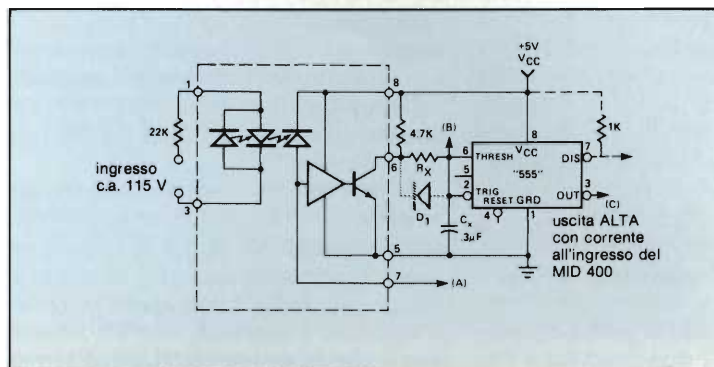 +5V
VCC
1
22K
ingresso
c.a. 115 V
3
8
4.7K
(B)
6
RX
D1
Cx
.3µF
5
7
(A)
8
VCC
6
THRESH
5
2
TRIG
"555"
RESET
GRD
4
1
1K
7
DIS
3
OUT
(C)
uscita ALTA
con corrente
all'ingresso del
MID 400